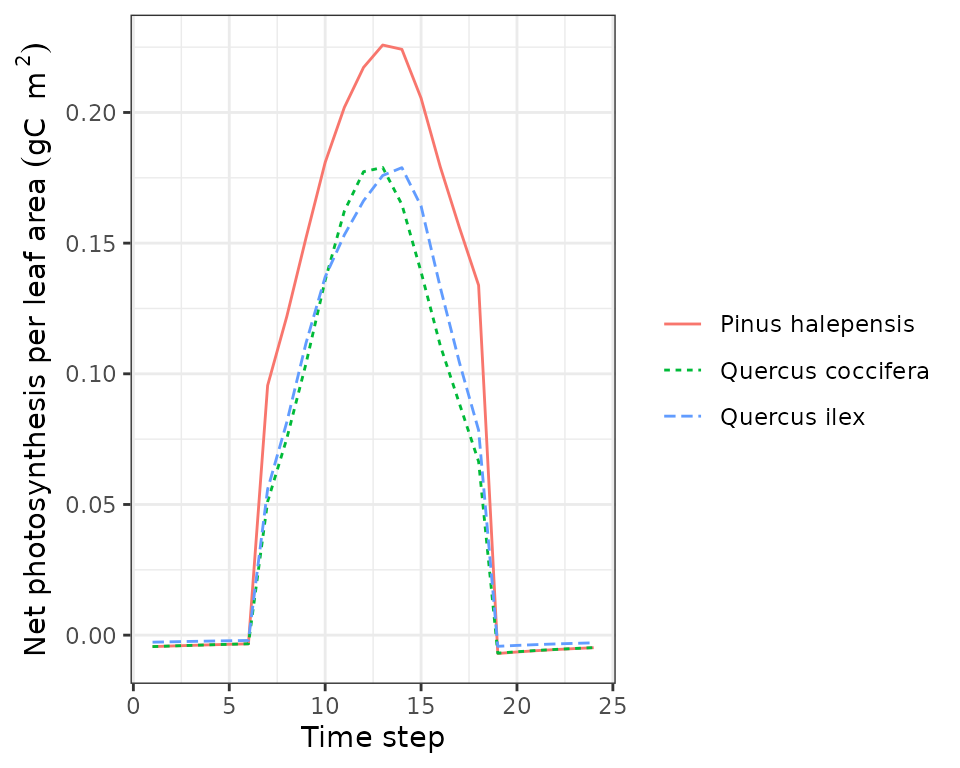 Net photosynthesis per leaf area (gC m²)
0.20
0.15
0.10
0.05
0.00
0 5 10 15 20 25
Time step
Pinus halepensis
Quercus coccifera
Quercus ilex